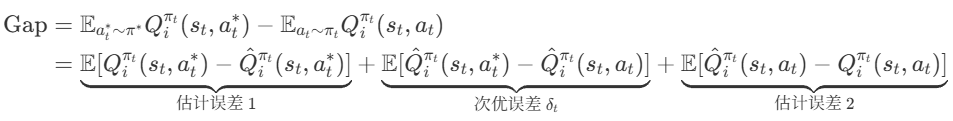 Gap = 𝔼_{a_t^*∼π^*} Q_i^{π_t}(s_t, a_t^*) − 𝔼_{a_t∼π_t} Q_i^{π_t}(s_t, a_t)
= 𝔼[Q_i^{π_t}(s_t, a_t^*) − Q̂_i^{π_t}(s_t, a_t^*)] + 𝔼[Q̂_i^{π_t}(s_t, a_t^*) − Q̂_i^{π_t}(s_t, a_t)] + 𝔼[Q̂_i^{π_t}(s_t, a_t) − Q_i^{π_t}(s_t, a_t)]
估计误差 1 次优误差 δ_t 估计误差 2